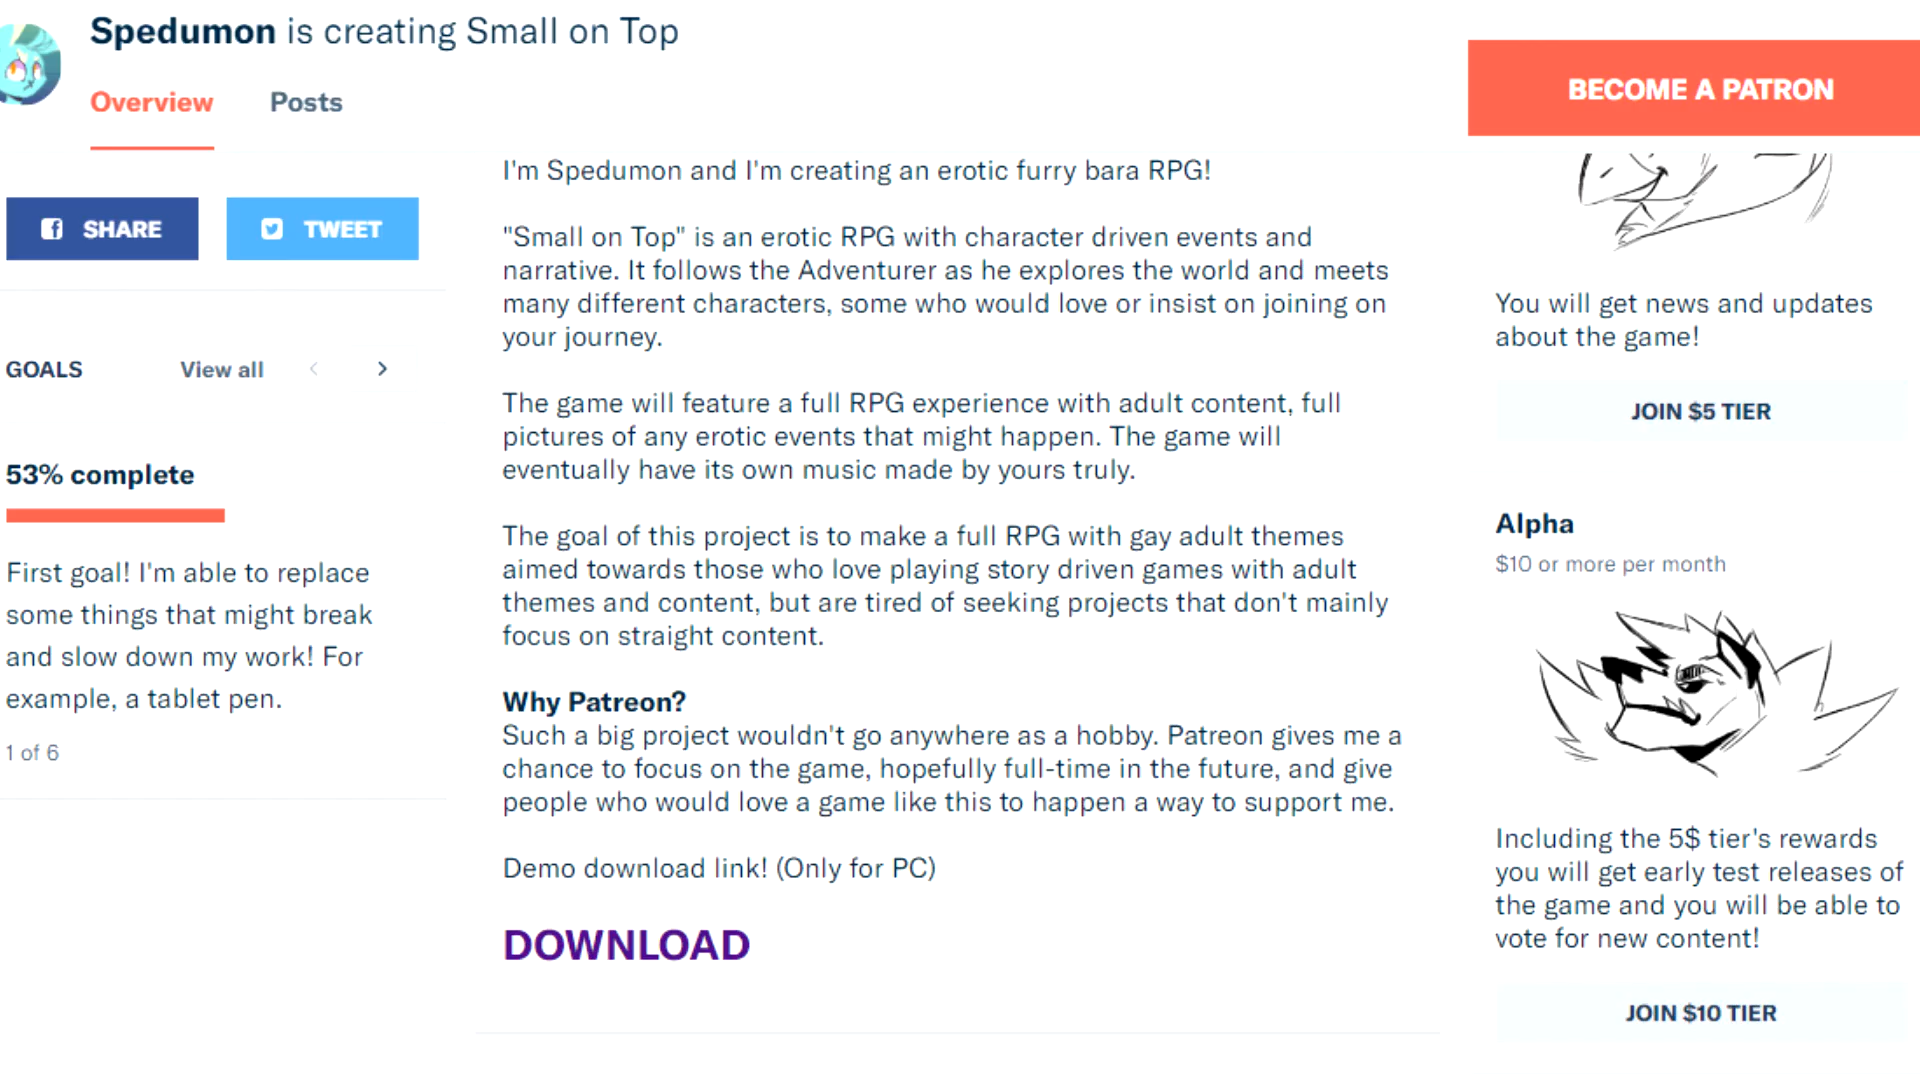 Spedumon is creating Small on Top
Overview Posts
BECOME A PATRON
SHARE TWEET
GOALS View all
53% complete
First goal! I'm able to replace
some things that might break
and slow down my work! For
example, a tablet pen.
1 of 6
I'm Spedumon and I'm creating an erotic furry bara RPG!
"Small on Top" is an erotic RPG with character driven events and
narrative. It follows the Adventurer as he explores the world and meets
many different characters, some who would love or insist on joining on
your journey.
The game will feature a full RPG experience with adult content, full
pictures of any erotic events that might happen. The game will
eventually have its own music made by yours truly.
The goal of this project is to make a full RPG with gay adult themes
aimed towards those who love playing story driven games with adult
themes and content, but are tired of seeking projects that don't mainly
focus on straight content.
Why Patreon?
Such a big project wouldn't go anywhere as a hobby. Patreon gives me a
chance to focus on the game, hopefully full-time in the future, and give
people who would love a game like this to happen a way to support me.
Demo download link! (Only for PC)
DOWNLOAD
You will get news and updates
about the game!
JOIN $5 TIER
Alpha
$10 or more per month
Including the 5$ tier's rewards
you will get early test releases of
the game and you will be able to
vote for new content!
JOIN $10 TIER